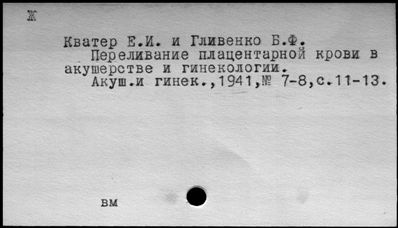 Ж
Кватер Е.И. и Гливенко Б.Ф.
Переливание плацентарной крови в
акушерстве и гинекологии.
Акуш.и гинек.,1941,№ 7-8,с.11-13.
вм